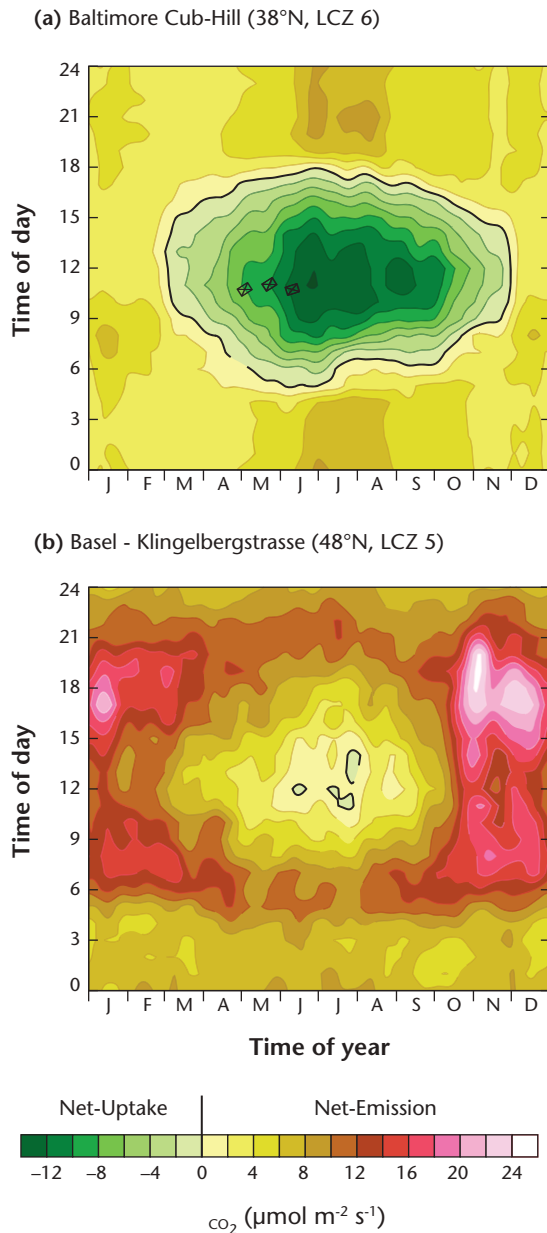 (a) Baltimore Cub-Hill (38°N, LCZ 6)
24
21
18
15
12
9
6
3
0
Time of day
J F M A M J J A S O N D
(b) Basel - Klingelbergstrasse (48°N, LCZ 5)
24
21
18
15
12
9
6
3
0
Time of day
J F M A M J J A S O N D
Time of year
Net-Uptake Net-Emission
−12 −8 −4 0 4 8 12 16 20 24
CO2 (μmol m-2 s-1)